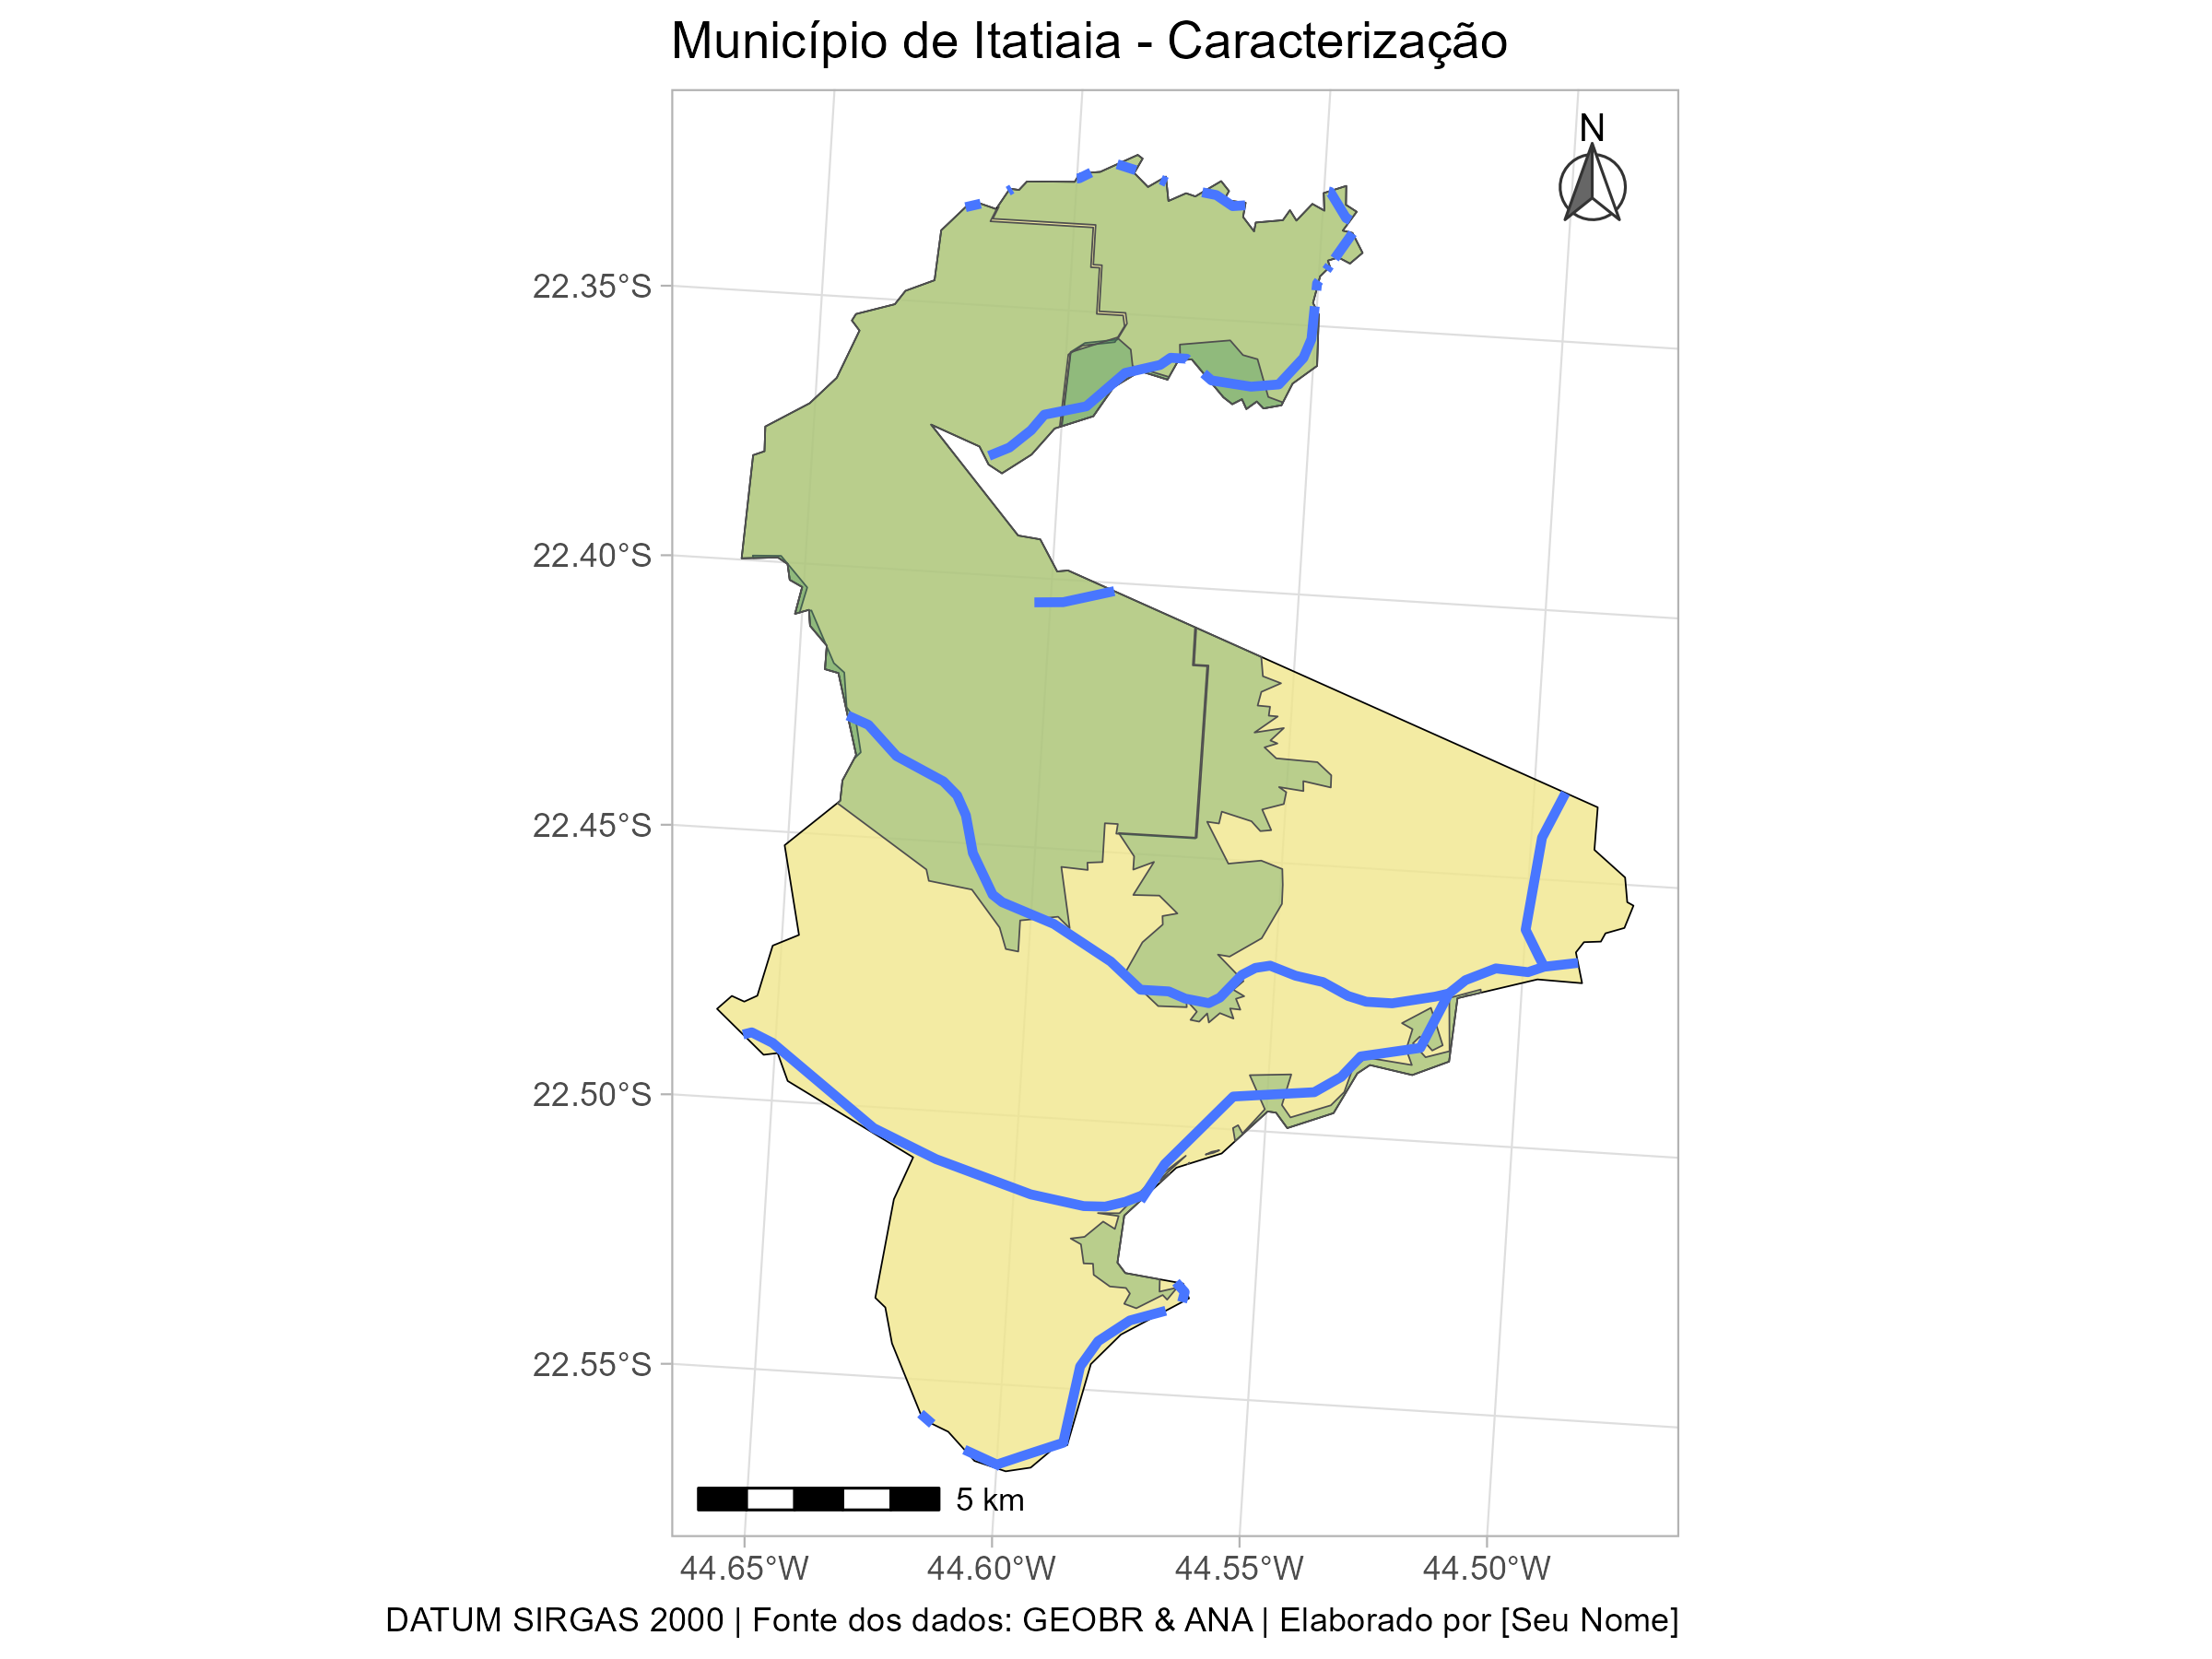 Município de Itatiaia - Caracterização
N
22.35°S
22.40°S
22.45°S
22.50°S
22.55°S
5 km
44.65°W 44.60°W 44.55°W 44.50°W
DATUM SIRGAS 2000 | Fonte dos dados: GEOBR & ANA | Elaborado por [Seu Nome]